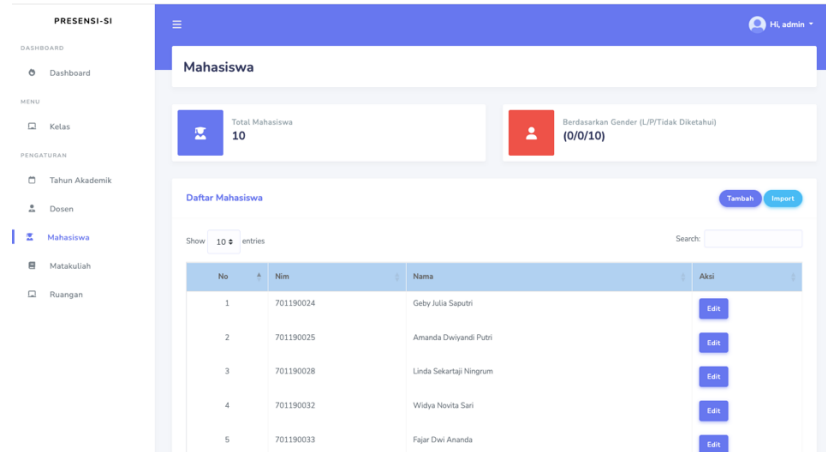 PRESENSI-SI
Hi, admin
DASHBOARD
Dashboard
MENU
Kelas
PENGATURAN
Tahun Akademik
Dosen
Mahasiswa
Matakuliah
Ruangan
Mahasiswa
Total Mahasiswa
10
Berdasarkan Gender (L/P/Tidak Diketahui)
(0/0/10)
Daftar Mahasiswa
Tambah Import
Show 10 entries Search:
No Nim Nama Aksi
1 701190024 Geby Julia Saputri Edit
2 701190025 Amanda Dwiyandi Putri Edit
3 701190028 Linda Sekartaji Ningrum Edit
4 701190032 Widya Novita Sari Edit
5 701190033 Fajar Dwi Ananda Edit